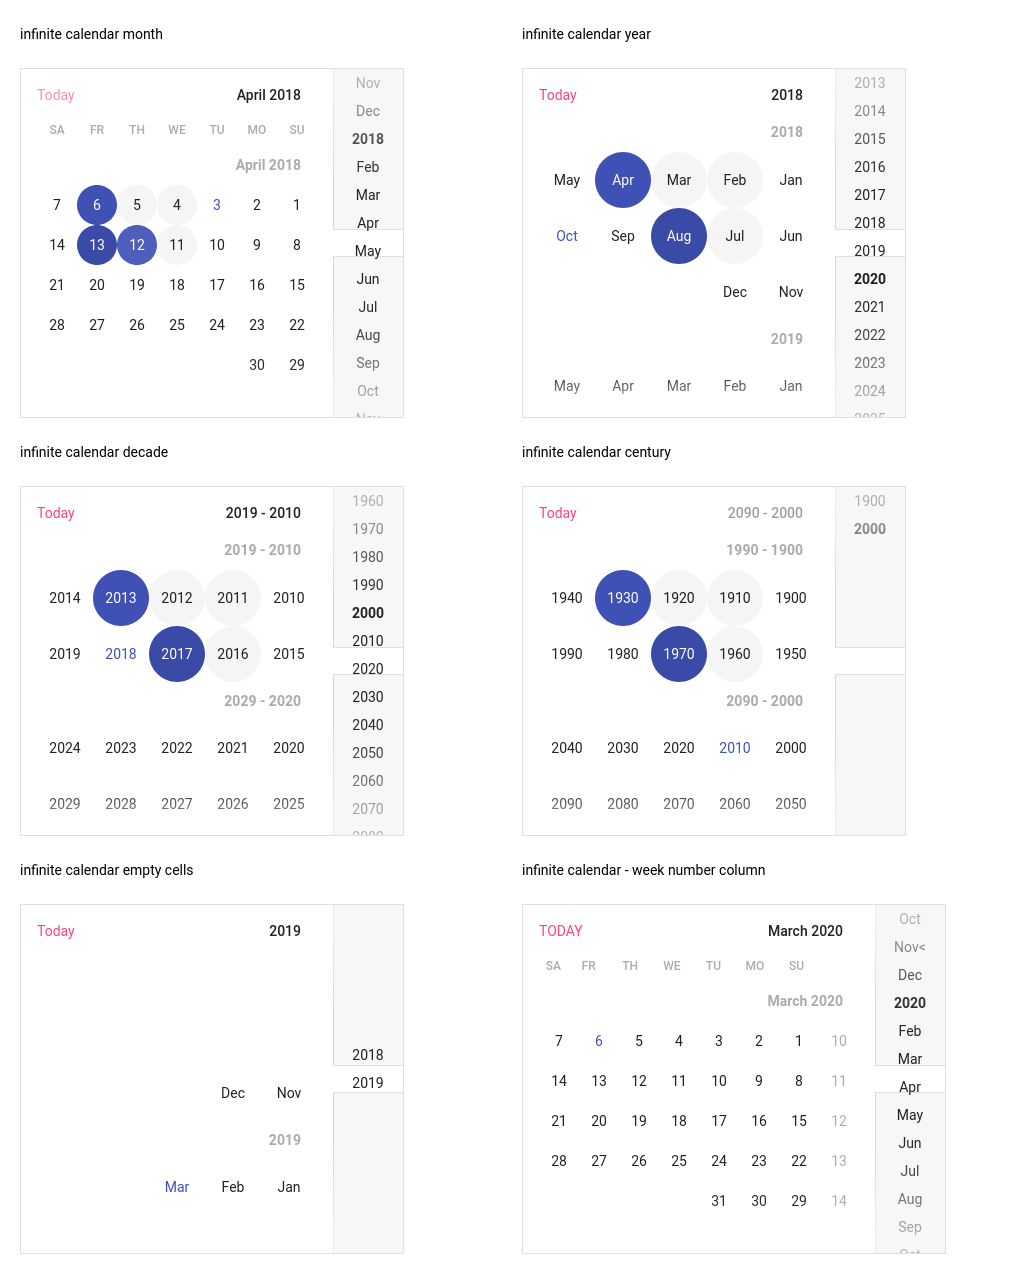 infinite calendar month
Today April 2018
SA FR TH WE TU MO SU
April 2018
7 6 5 4 3 2 1
14 13 12 11 10 9 8
21 20 19 18 17 16 15
28 27 26 25 24 23 22
30 29
Nov
Dec
2018
Feb
Mar
Apr
May
Jun
Jul
Aug
Sep
Oct
Nov
infinite calendar year
Today 2018
2018
May Apr Mar Feb Jan
Oct Sep Aug Jul Jun
Dec Nov
2019
May Apr Mar Feb Jan
2013
2014
2015
2016
2017
2018
2019
2020
2021
2022
2023
2024
2025
infinite calendar decade
Today 2019 - 2010
2019 - 2010
2014 2013 2012 2011 2010
2019 2018 2017 2016 2015
2029 - 2020
2024 2023 2022 2021 2020
2029 2028 2027 2026 2025
1960
1970
1980
1990
2000
2010
2020
2030
2040
2050
2060
2070
2080
infinite calendar century
Today 2090 - 2000
1990 - 1900
1940 1930 1920 1910 1900
1990 1980 1970 1960 1950
2090 - 2000
2040 2030 2020 2010 2000
2090 2080 2070 2060 2050
1900
2000
infinite calendar empty cells
Today 2019
Dec Nov
2019
Mar Feb Jan
2018
2019
infinite calendar - week number column
TODAY March 2020
SA FR TH WE TU MO SU
March 2020
7 6 5 4 3 2 1 10
14 13 12 11 10 9 8 11
21 20 19 18 17 16 15 12
28 27 26 25 24 23 22 13
31 30 29 14
Oct
Nov<
Dec
2020
Feb
Mar
Apr
May
Jun
Jul
Aug
Sep
Oct